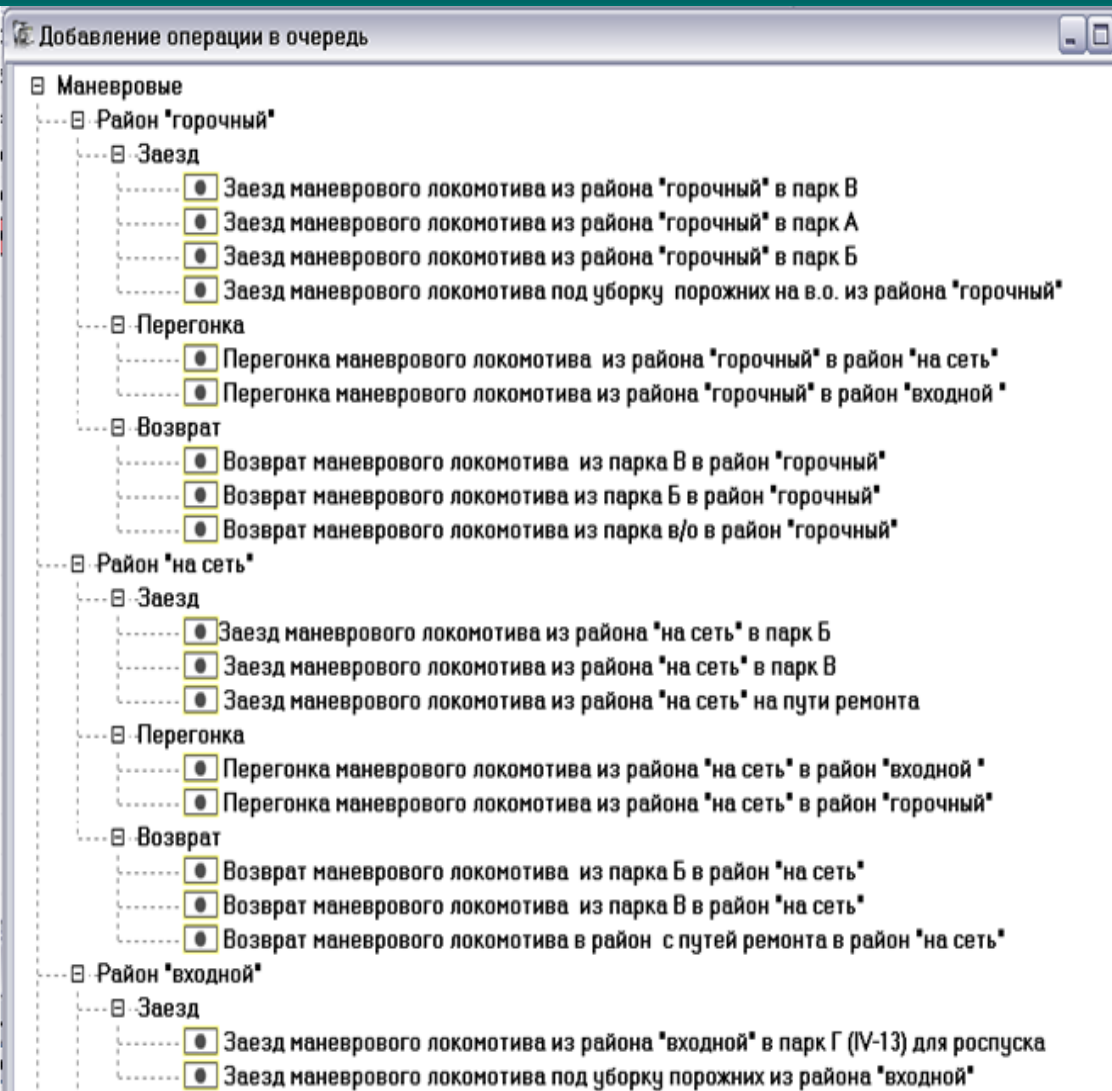 Добавление операции в очередь
Маневровые
Район "горочный"
Заезд
Заезд маневрового локомотива из района "горочный" в парк В
Заезд маневрового локомотива из района "горочный" в парк А
Заезд маневрового локомотива из района "горочный" в парк Б
Заезд маневрового локомотива под уборку порожних на в.о. из района "горочный"
Перегонка
Перегонка маневрового локомотива из района "горочный" в район "на сеть"
Перегонка маневрового локомотива из района "горочный" в район "входной "
Возврат
Возврат маневрового локомотива из парка В в район "горочный"
Возврат маневрового локомотива из парка Б в район "горочный"
Возврат маневрового локомотива из парка в/о в район "горочный"
Район "на сеть"
Заезд
Заезд маневрового локомотива из района "на сеть" в парк Б
Заезд маневрового локомотива из района "на сеть" в парк В
Заезд маневрового локомотива из района "на сеть" на пути ремонта
Перегонка
Перегонка маневрового локомотива из района "на сеть" в район "входной "
Перегонка маневрового локомотива из района "на сеть" в район "горочный"
Возврат
Возврат маневрового локомотива из парка Б в район "на сеть"
Возврат маневрового локомотива из парка В в район "на сеть"
Возврат маневрового локомотива в район с путей ремонта в район "на сеть"
Район "входной"
Заезд
Заезд маневрового локомотива из района "входной" в парк Г (IV-13) для роспуска
Заезд маневрового локомотива под уборку порожних из района "входной"